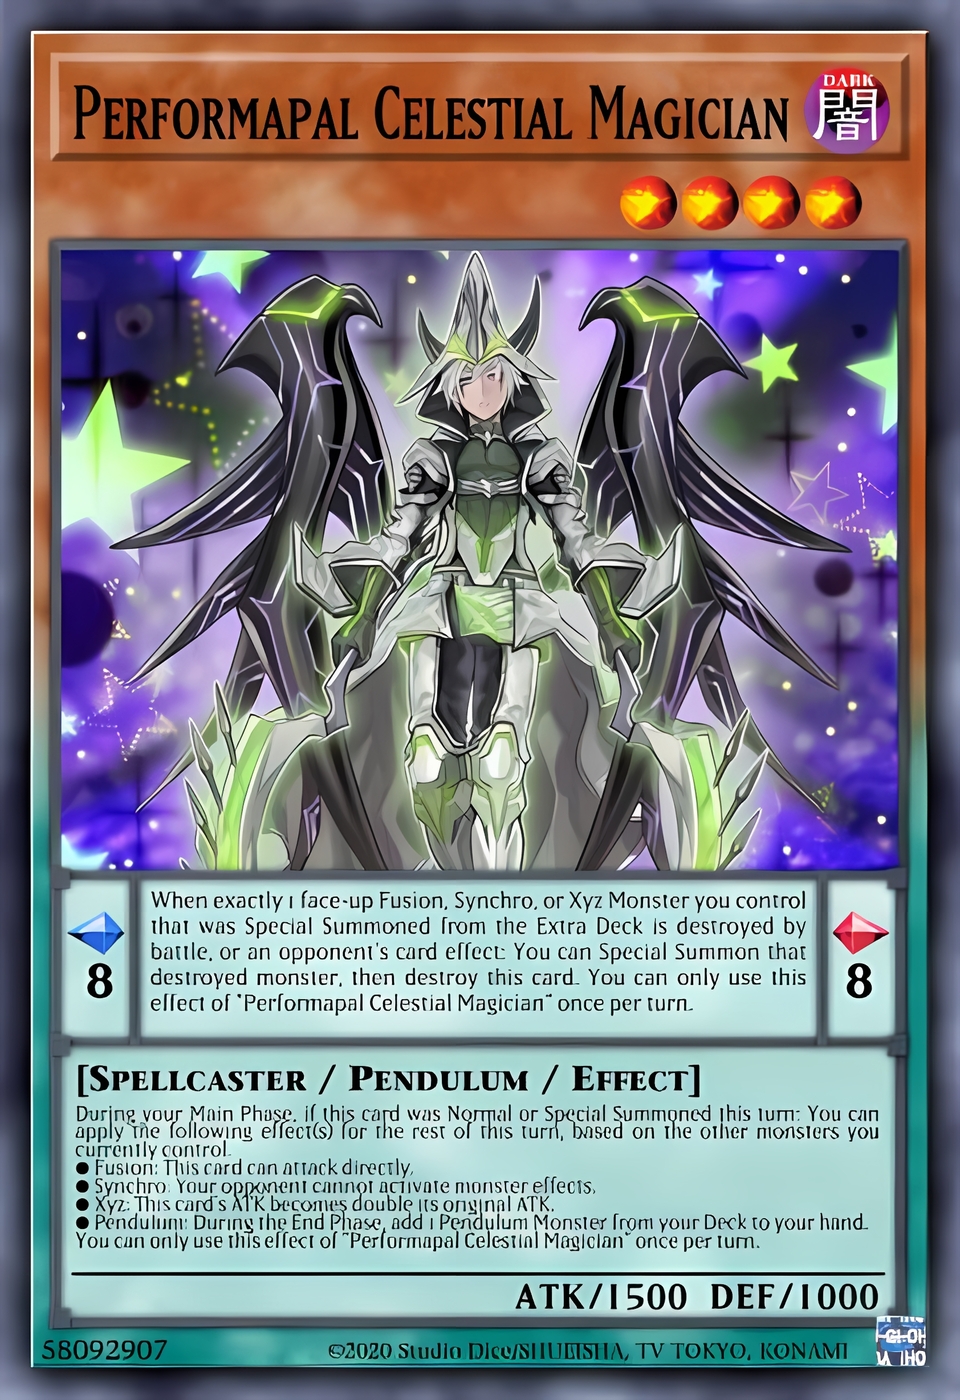 PERFORMAPAL CELESTIAL MAGICIAN
DARK
闇
When exactly 1 face-up Fusion, Synchro, or Xyz Monster you control
that was Special Summoned from the Extra Deck is destroyed by
battle, or an opponent's card effect: You can Special Summon that
destroyed monster, then destroy this card. You can only use this
effect of "Performapal Celestial Magician" once per turn.
8
8
[SPELLCASTER / PENDULUM / EFFECT]
During your Main Phase, if this card was Normal or Special Summoned this turn: You can
apply the following effect(s) for the rest of this turn, based on the other monsters you
currently control.
● Fusion: This card can attack directly.
● Synchro: Your opponent cannot activate monster effects.
● Xyz: This card's ATK becomes double its original ATK.
● Pendulum: During the End Phase, add 1 Pendulum Monster from your Deck to your hand.
You can only use this effect of "Performapal Celestial Magician" once per turn.
ATK/1500 DEF/1000
58092907
©2020 Studio Dice/SHUEISHA, TV TOKYO, KONAMI